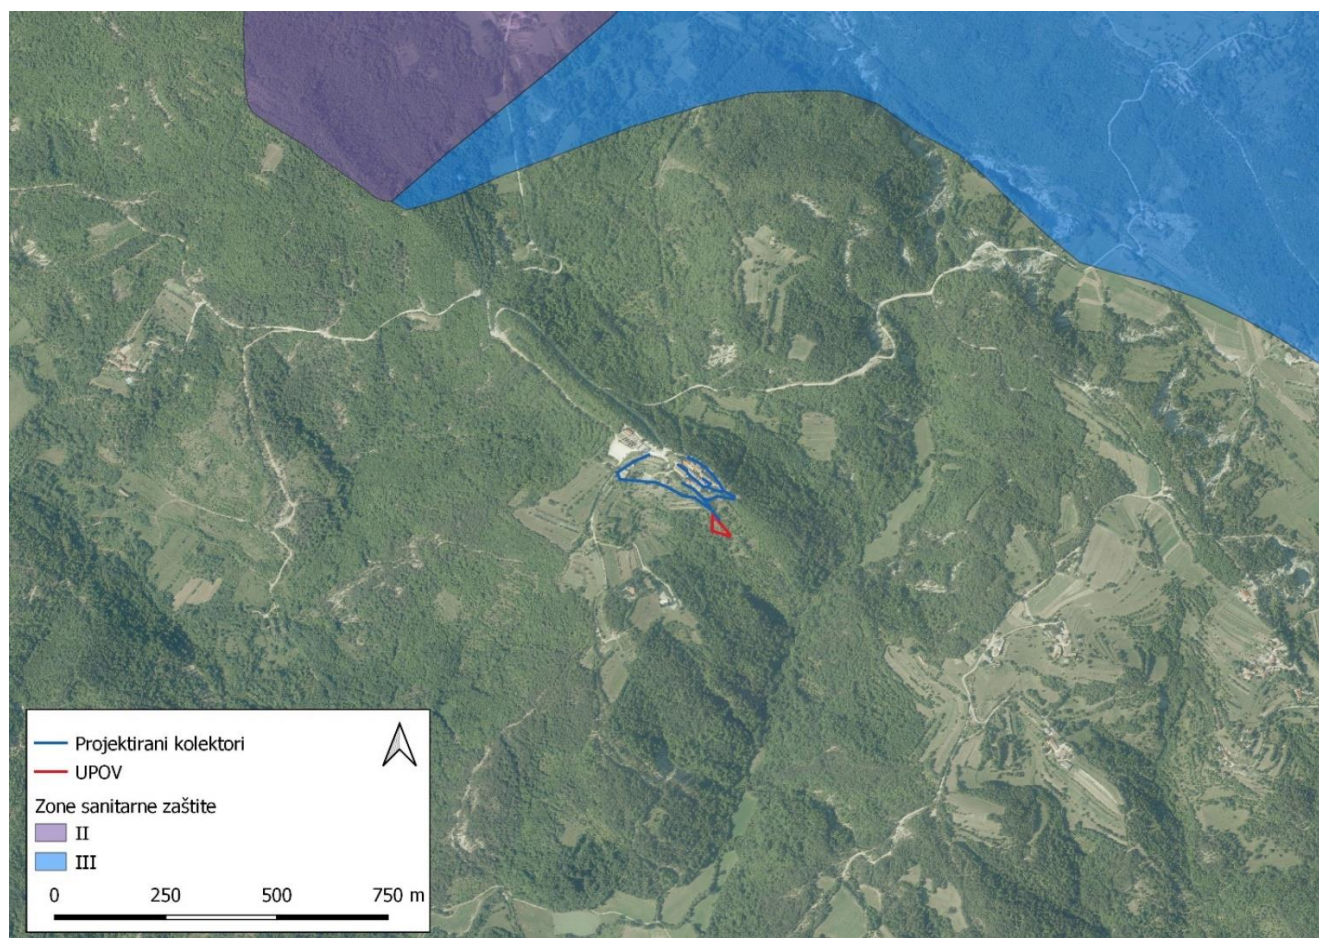 Projektirani kolektori
UPOV
Zone sanitarne zaštite
II
III
0 250 500 750 m